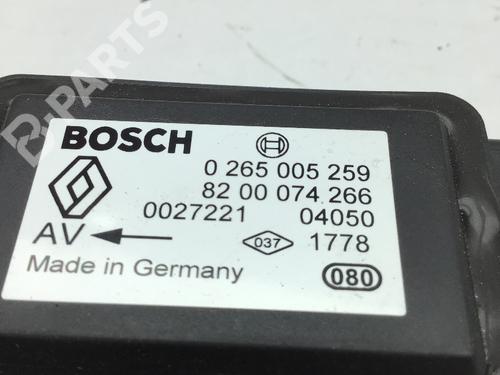 B-PARTS
BOSCH
0 265 005 259
82 00 074 266
0027221 04050
AV 037 1778
Made in Germany 080